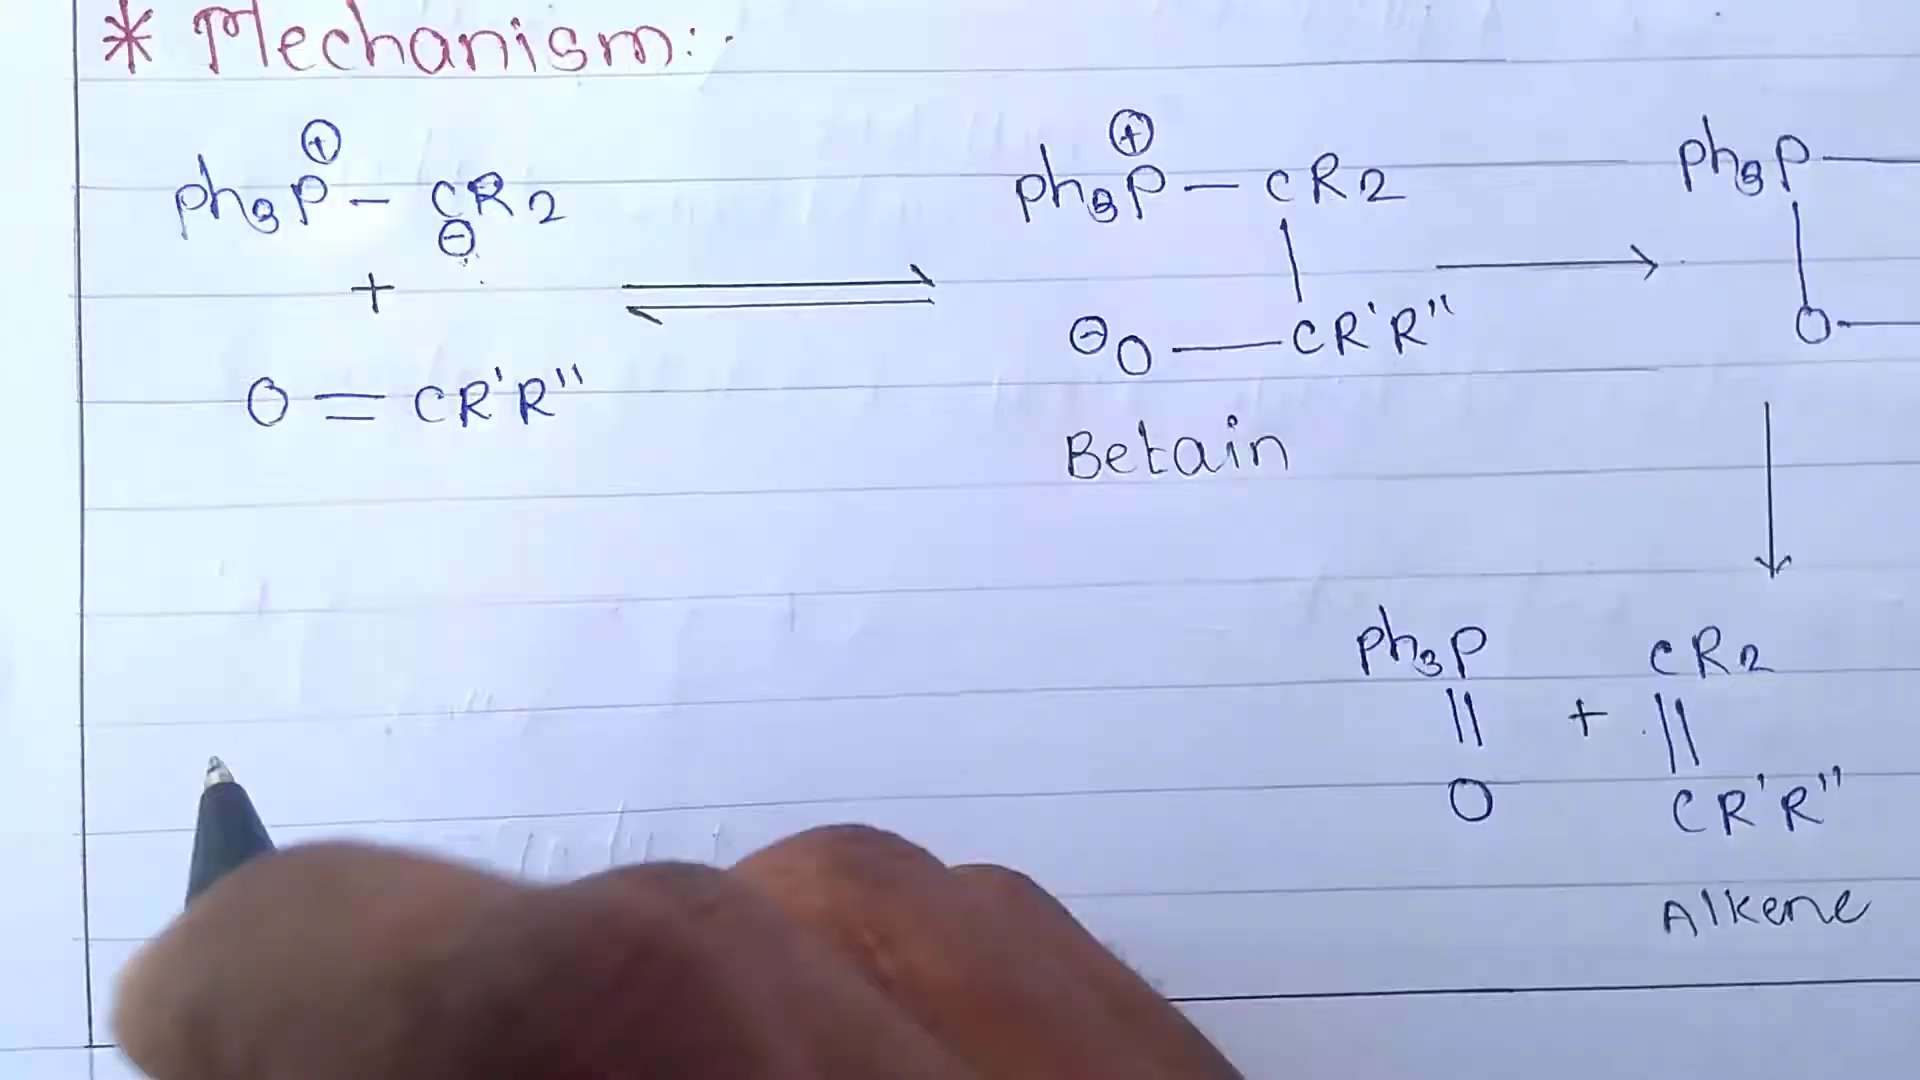 * Mechanism:-
⊕ ⊕
Ph3P - CR2 Ph3P - CR2 Ph3P -
⊖
+
O = CR'R" ⊖O - CR'R" O -
Betain
Ph3P CR2
|| + ||
O CR'R"
Alkene